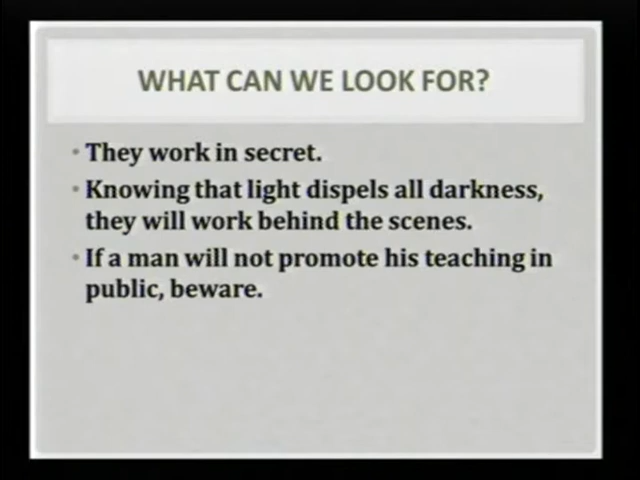 WHAT CAN WE LOOK FOR?
• They work in secret.
• Knowing that light dispels all darkness,
they will work behind the scenes.
• If a man will not promote his teaching in
public, beware.